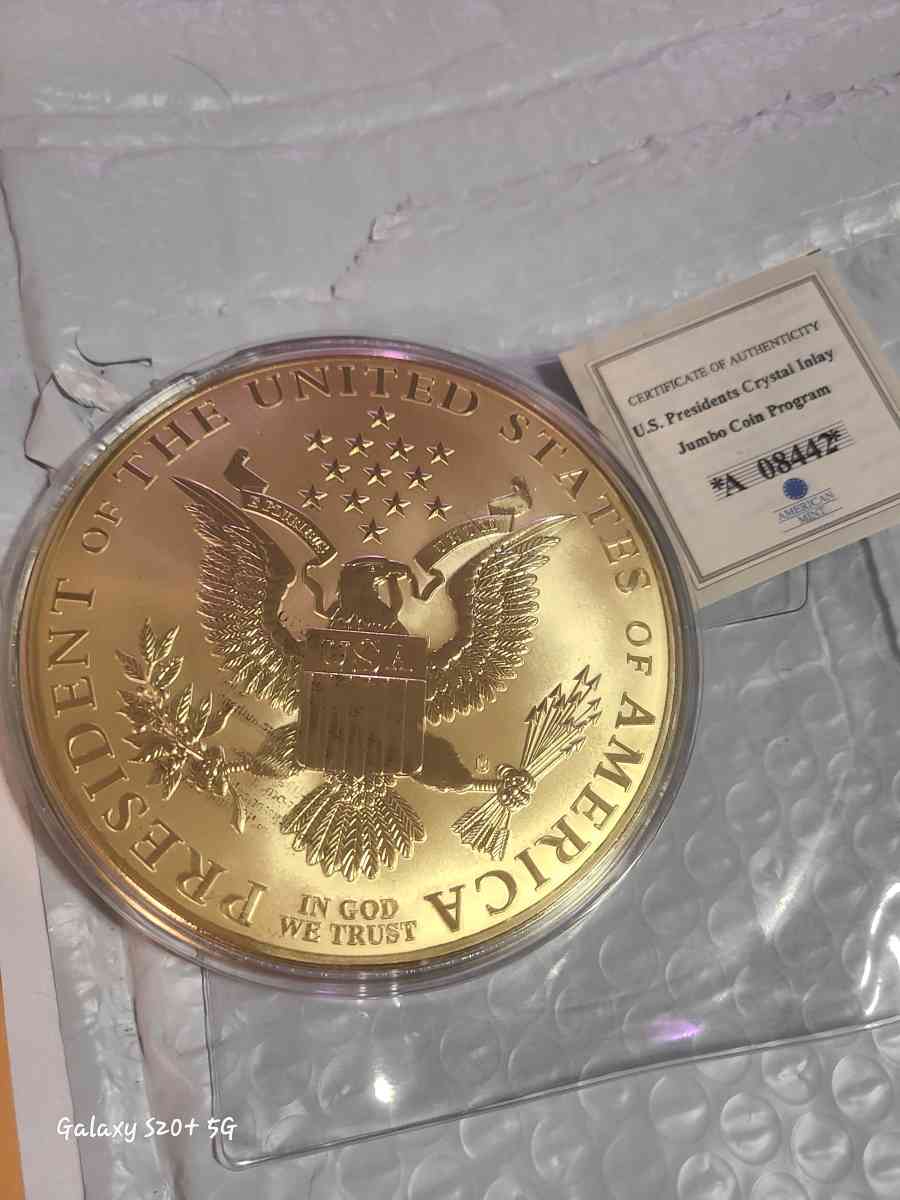 PRESIDENT OF THE UNITED STATES OF AMERICA
USA
IN GOD
WE TRUST
CERTIFICATE OF AUTHENTICITY
U.S. Presidents Crystal Inlay
Jumbo Coin Program
*A 08442*
AMERICAN
MINT
Galaxy S20+ 5G